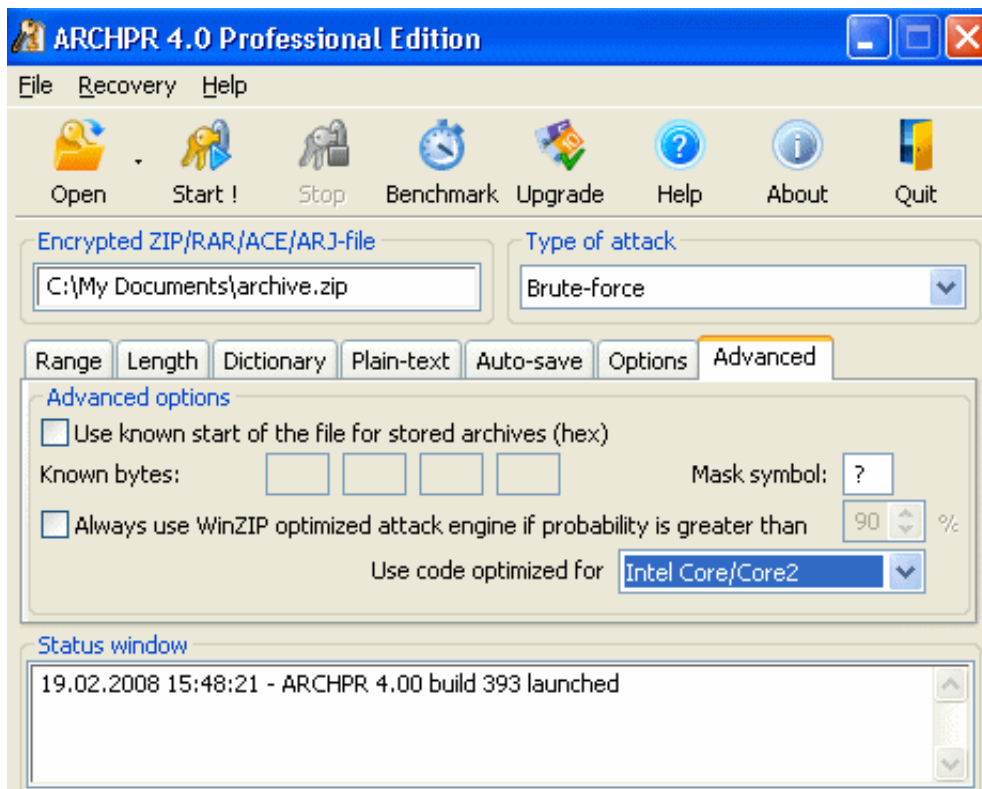 ARCHPR 4.0 Professional Edition
File Recovery Help
Open Start ! Stop Benchmark Upgrade Help About Quit
Encrypted ZIP/RAR/ACE/ARJ-file
Type of attack
C:\My Documents\archive.zip
Brute-force
Range Length Dictionary Plain-text Auto-save Options Advanced
Advanced options
Use known start of the file for stored archives (hex)
Known bytes:
Mask symbol: ?
Always use WinZIP optimized attack engine if probability is greater than 90 %
Use code optimized for Intel Core/Core2
Status window
19.02.2008 15:48:21 - ARCHPR 4.00 build 393 launched